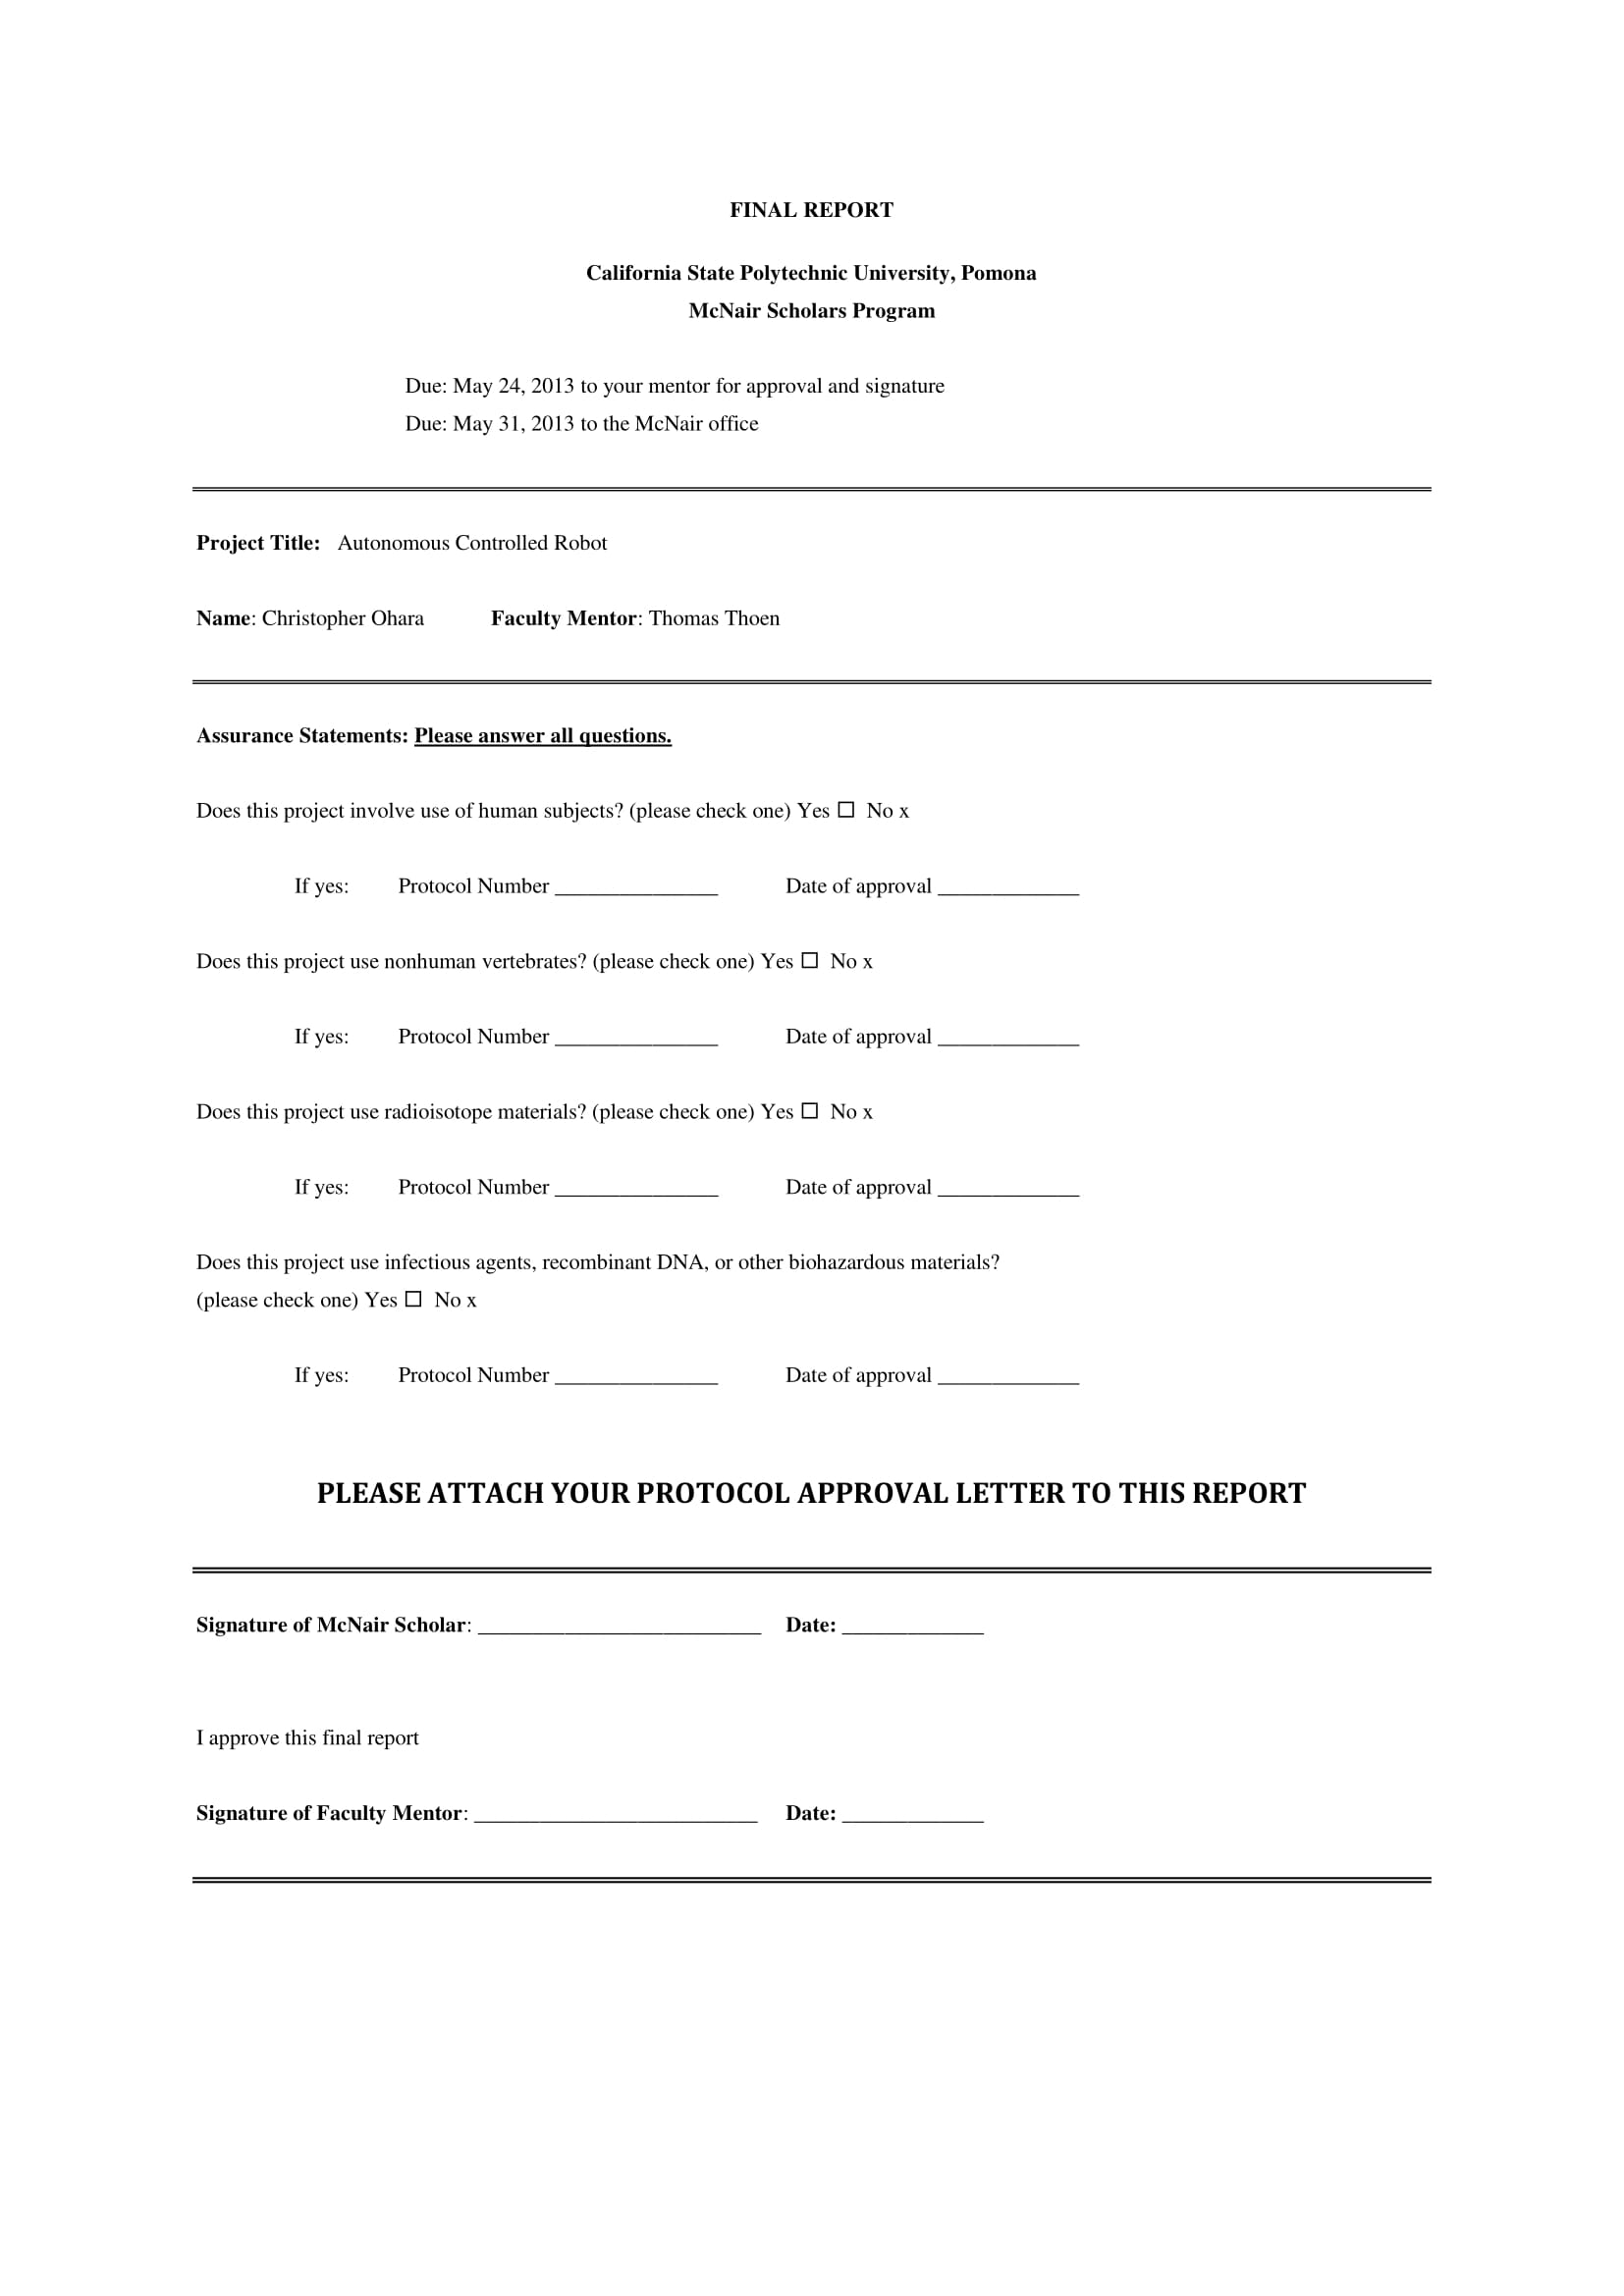 FINAL REPORT
California State Polytechnic University, Pomona
McNair Scholars Program
Due: May 24, 2013 to your mentor for approval and signature
Due: May 31, 2013 to the McNair office
Project Title: Autonomous Controlled Robot
Name: Christopher Ohara Faculty Mentor: Thomas Thoen
Assurance Statements: Please answer all questions.
Does this project involve use of human subjects? (please check one) Yes ☐ No x
If yes: Protocol Number _______________ Date of approval _____________
Does this project use nonhuman vertebrates? (please check one) Yes ☐ No x
If yes: Protocol Number _______________ Date of approval _____________
Does this project use radioisotope materials? (please check one) Yes ☐ No x
If yes: Protocol Number _______________ Date of approval _____________
Does this project use infectious agents, recombinant DNA, or other biohazardous materials?
(please check one) Yes ☐ No x
If yes: Protocol Number _______________ Date of approval _____________
PLEASE ATTACH YOUR PROTOCOL APPROVAL LETTER TO THIS REPORT
Signature of McNair Scholar: __________________________ Date: _____________
I approve this final report
Signature of Faculty Mentor: __________________________ Date: _____________